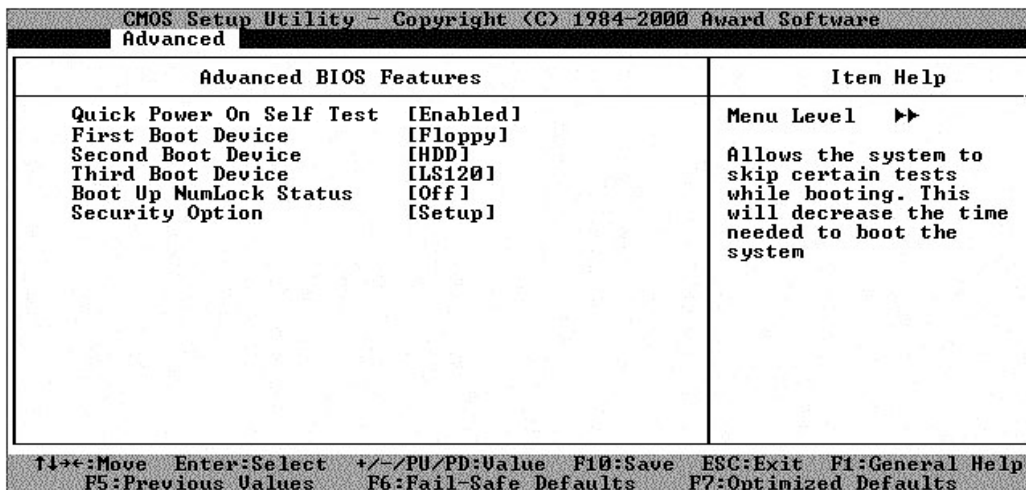 CMOS Setup Utility – Copyright (C) 1984–2000 Award Software
Advanced
Advanced BIOS Features
Quick Power On Self Test [Enabled]
First Boot Device [Floppy]
Second Boot Device [HDD]
Third Boot Device [LS120]
Boot Up NumLock Status [Off]
Security Option [Setup]
Item Help
Menu Level ▶▶
Allows the system to
skip certain tests
while booting. This
will decrease the time
needed to boot the
system
↑↓→←:Move Enter:Select +/-/PU/PD:Value F10:Save ESC:Exit F1:General Help
F5:Previous Values F6:Fail-Safe Defaults F7:Optimized Defaults